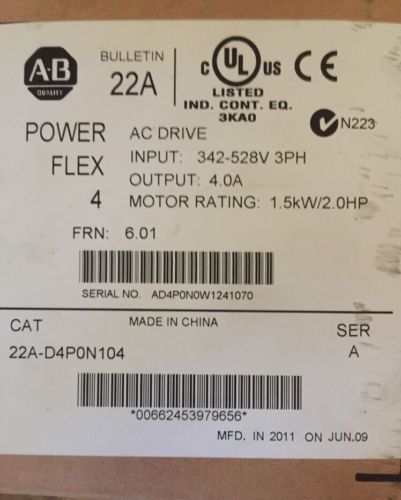 A-B
QUALITY
BULLETIN
22A
C UL US CE
LISTED
IND. CONT. EQ.
3KA0
N223
POWER
FLEX
4
AC DRIVE
INPUT: 342-528V 3PH
OUTPUT: 4.0A
MOTOR RATING: 1.5kW/2.0HP
FRN: 6.01
SERIAL NO. AD4P0N0W1241070
CAT
MADE IN CHINA
SER
22A-D4P0N104
A
*00662453979656*
MFD. IN 2011 ON JUN.09